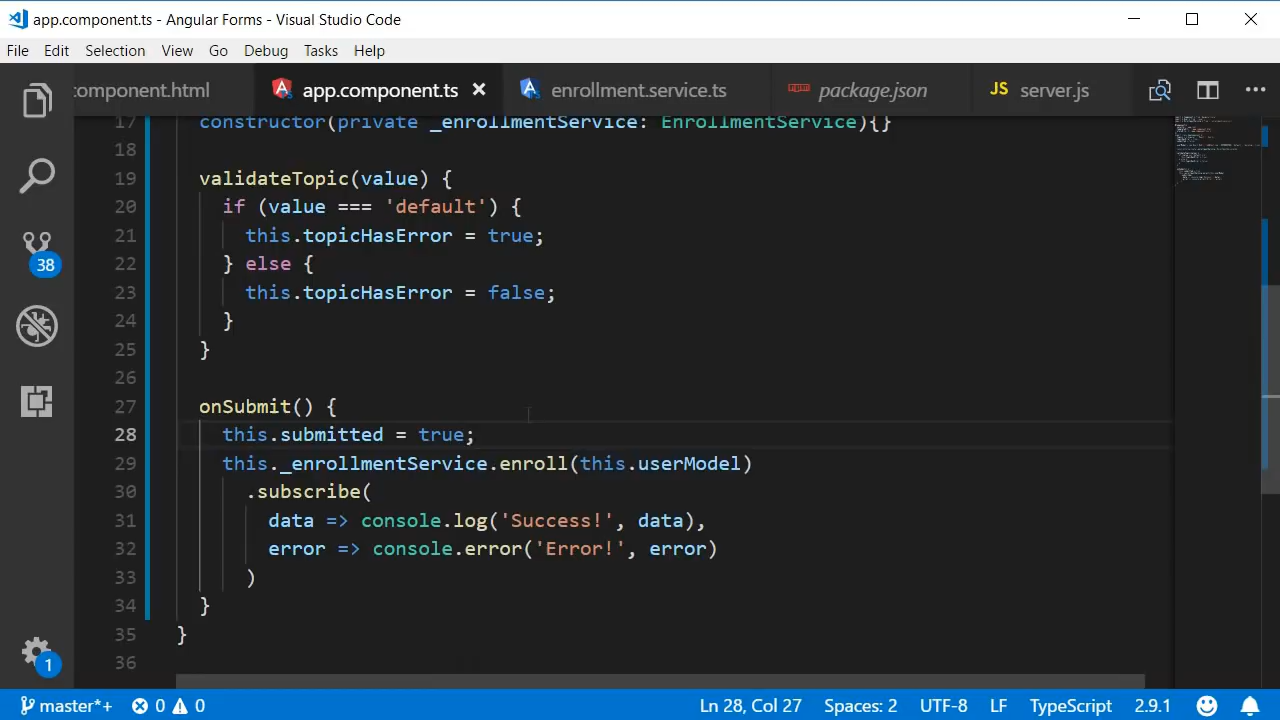 app.component.ts - Angular Forms - Visual Studio Code
File Edit Selection View Go Debug Tasks Help
component.html app.component.ts enrollment.service.ts package.json JS server.js
17 constructor(private _enrollmentService: EnrollmentService){}
18
19 validateTopic(value) {
20 if (value === 'default') {
21 this.topicHasError = true;
22 } else {
23 this.topicHasError = false;
24 }
25 }
26
27 onSubmit() {
28 this.submitted = true;
29 this._enrollmentService.enroll(this.userModel)
30 .subscribe(
31 data => console.log('Success!', data),
32 error => console.error('Error!', error)
33 )
34 }
35 }
36
38
1
master*+ 0 0 Ln 28, Col 27 Spaces: 2 UTF-8 LF TypeScript 2.9.1